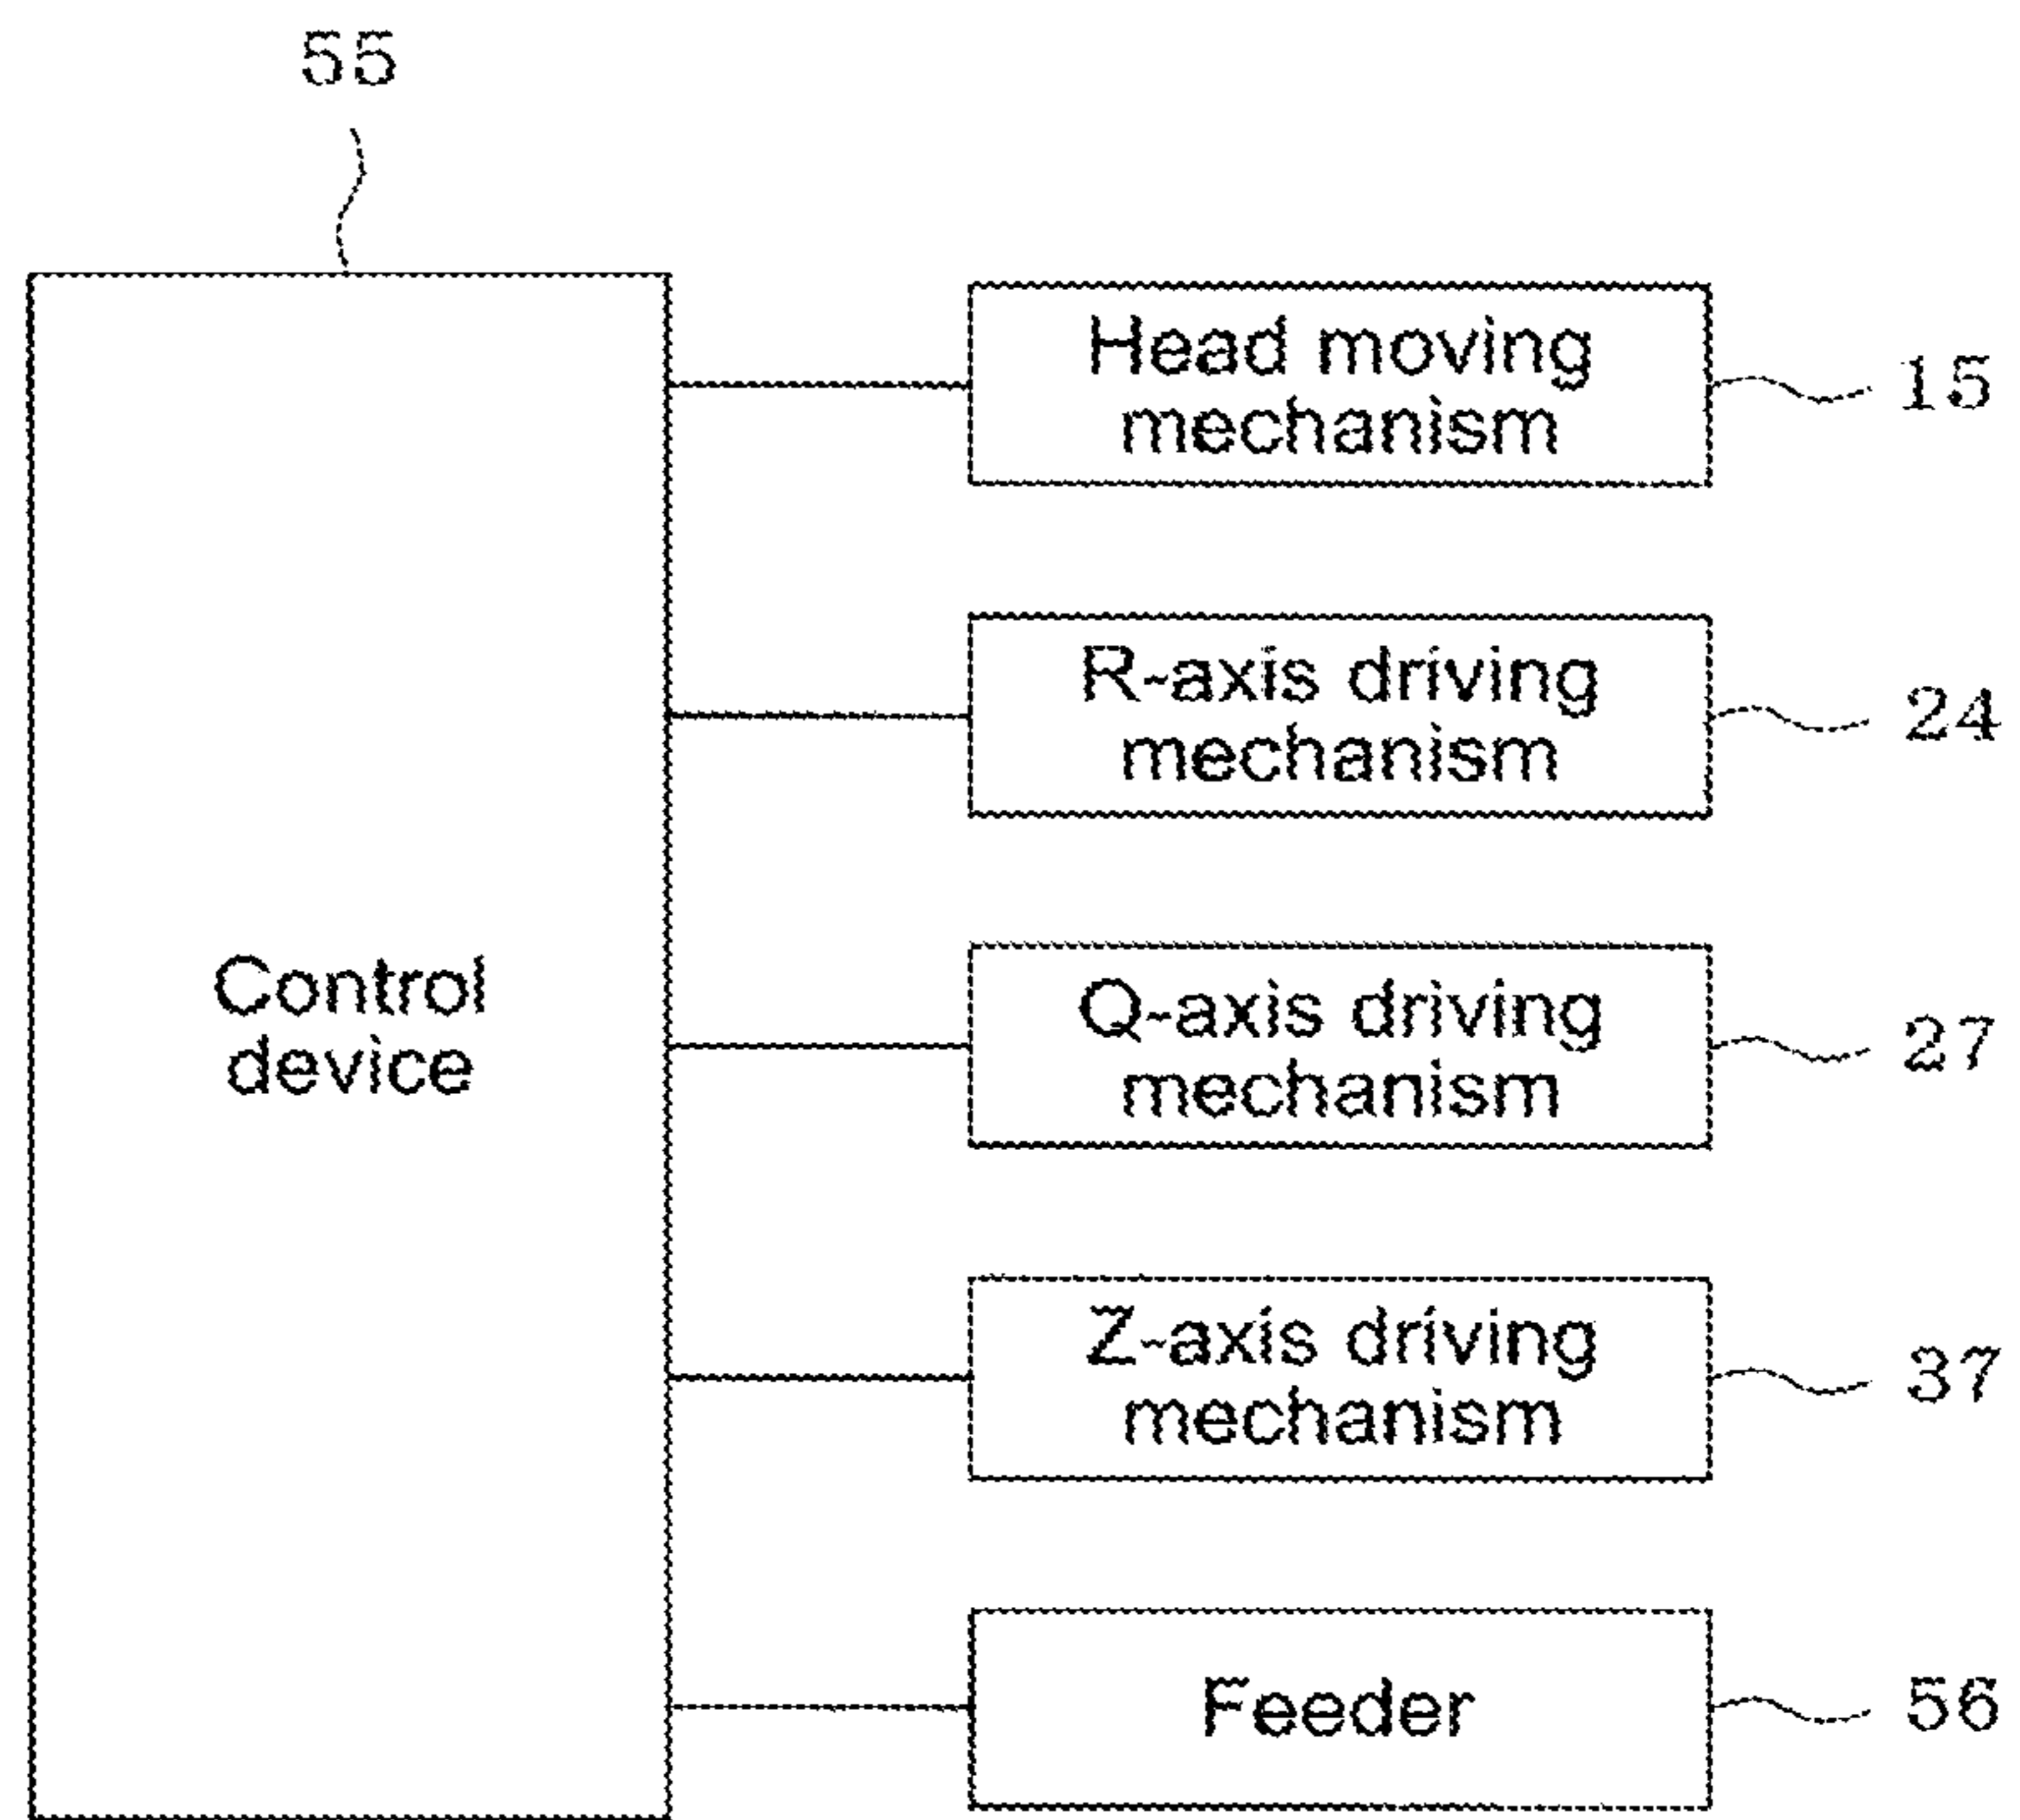 55
Control
device
Head moving
mechanism
15
R-axis driving
mechanism
24
Q-axis driving
mechanism
27
Z-axis driving
mechanism
37
Feeder
56